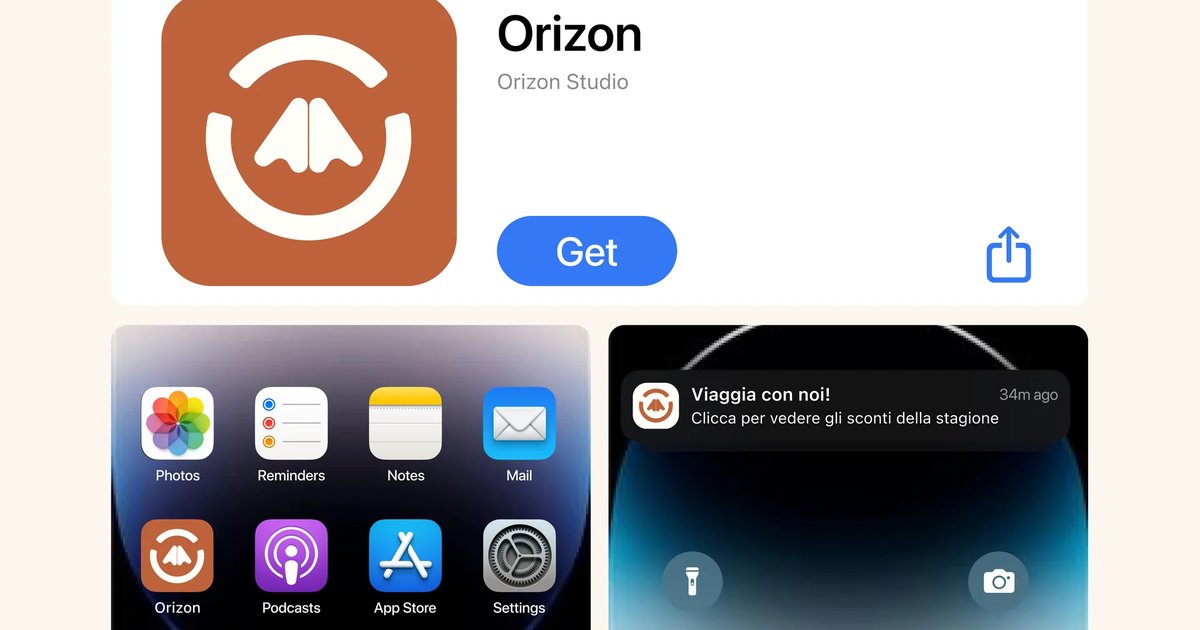 Orizon
Orizon Studio
Get
Photos
Reminders
Notes
Mail
Orizon
Podcasts
App Store
Settings
Viaggia con noi!
34m ago
Clicca per vedere gli sconti della stagione